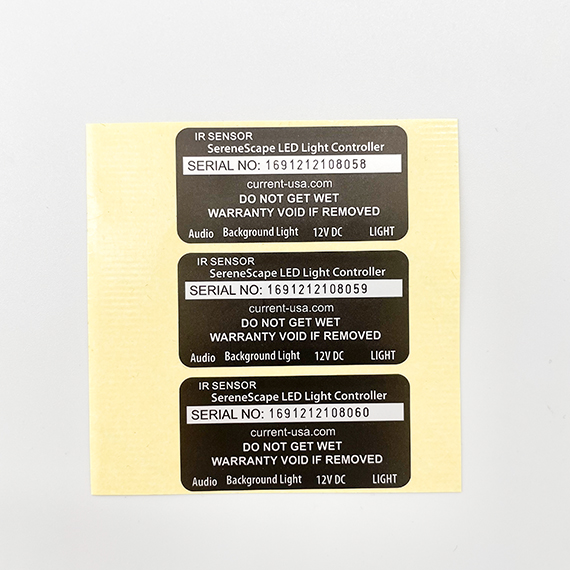 IR SENSOR
SereneScape LED Light Controller
SERIAL NO: 1691212108058
current-usa.com
DO NOT GET WET
WARRANTY VOID IF REMOVED
Audio Background Light 12V DC LIGHT
IR SENSOR
SereneScape LED Light Controller
SERIAL NO: 1691212108059
current-usa.com
DO NOT GET WET
WARRANTY VOID IF REMOVED
Audio Background Light 12V DC LIGHT
IR SENSOR
SereneScape LED Light Controller
SERIAL NO: 1691212108060
current-usa.com
DO NOT GET WET
WARRANTY VOID IF REMOVED
Audio Background Light 12V DC LIGHT